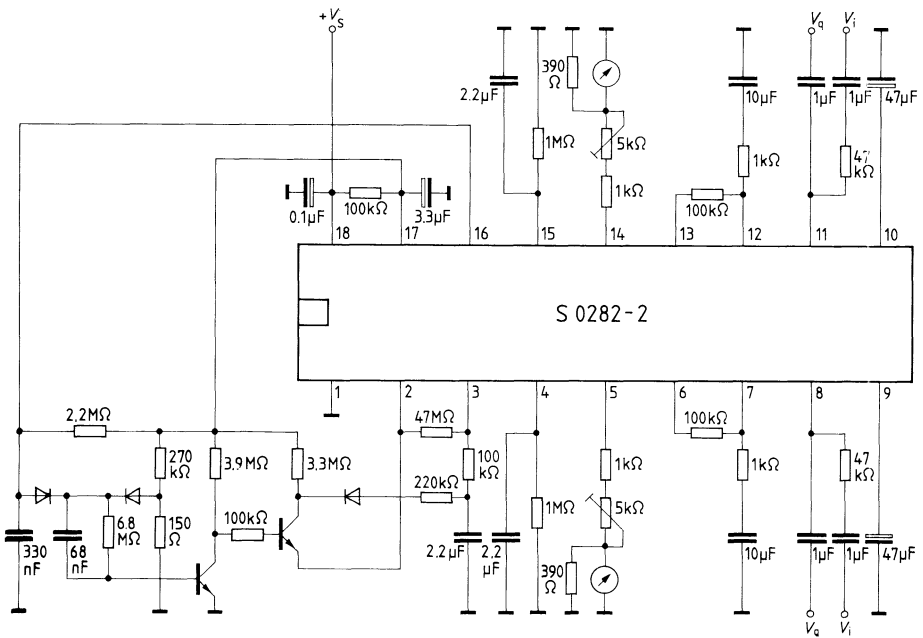 +Vs
Vq
Vi
2.2µF
390
Ω
1MΩ
5kΩ
1kΩ
10µF
1kΩ
100kΩ
1µF
1µF
47
kΩ
47µF
0.1µF
100kΩ
3.3µF
18
17
16
15
14
13
12
11
10
S 0282-2
1
2
3
4
5
6
7
8
9
2,2MΩ
270
kΩ
3,9MΩ
3,3MΩ
47MΩ
100
kΩ
220kΩ
100kΩ
1kΩ
5kΩ
1MΩ
1kΩ
47
kΩ
330
nF
68
nF
6.8
MΩ
150
Ω
100kΩ
2.2µF
2,2
µF
390
Ω
10µF
1µF
1µF
47µF
Vq
Vi